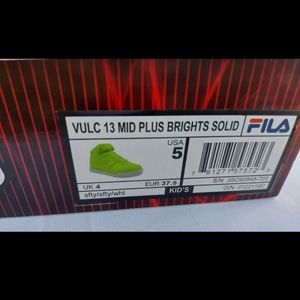 VULC 13 MID PLUS BRIGHTS SOLID FILA
USA
5
UK 4 EUR 37.5
sfty/sfty/wht KID'S